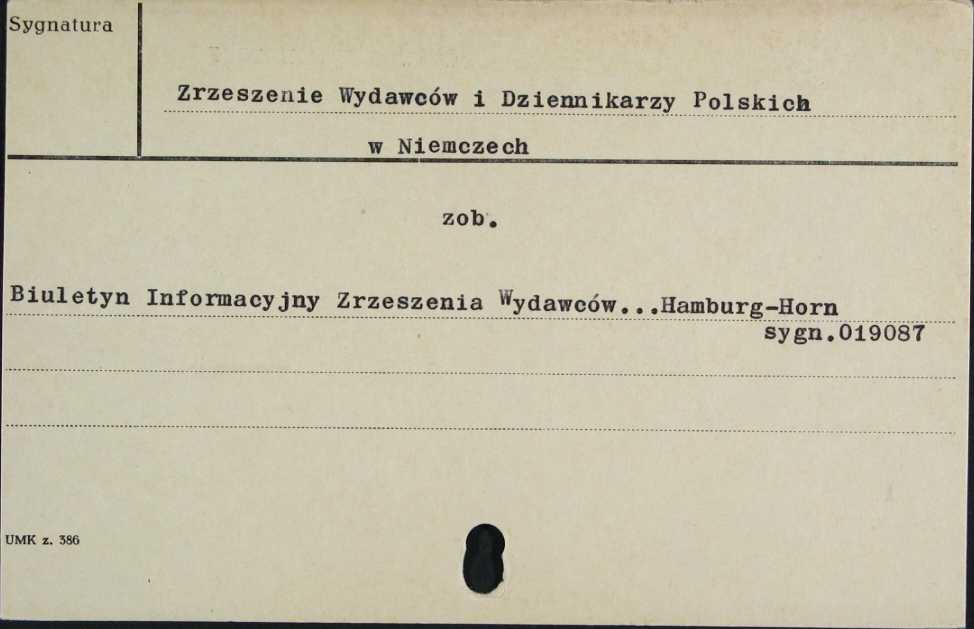 Sygnatura
Zrzeszenie Wydawców i Dziennikarzy Polskich
w Niemczech
zob.
Biuletyn Informacyjny Zrzeszenia Wydawców...Hamburg-Horn
sygn.019087
UMK z. 386